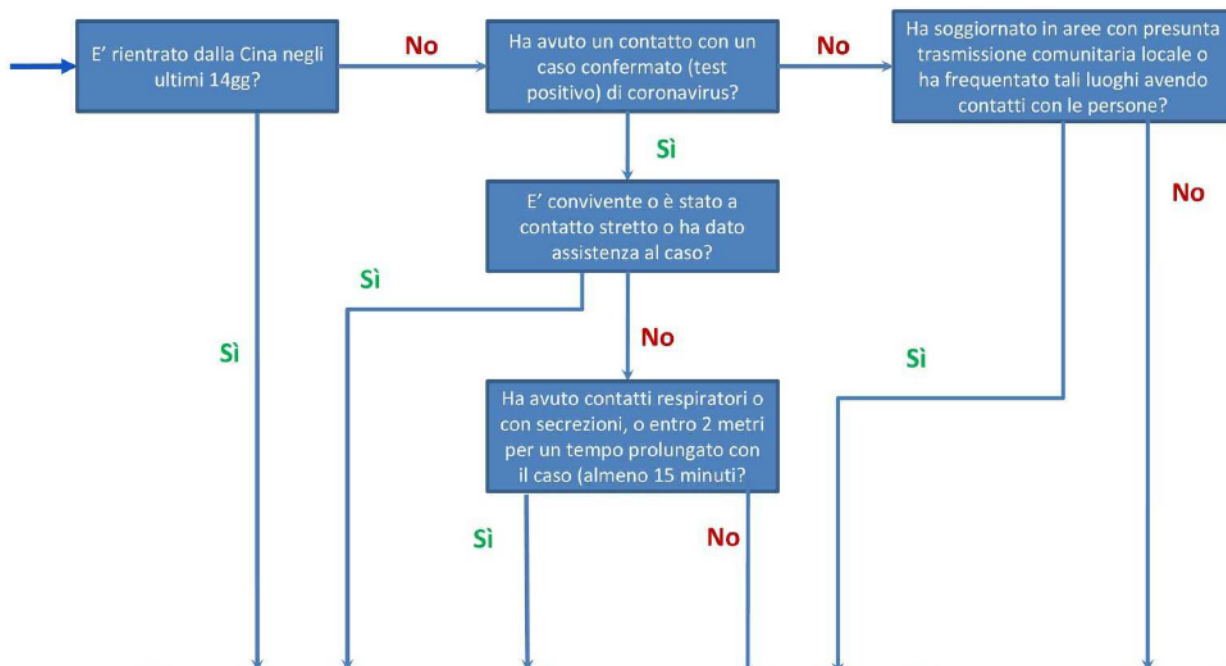 E' rientrato dalla Cina negli
ultimi 14gg?
No
Ha avuto un contatto con un
caso confermato (test
positivo) di coronavirus?
No
Ha soggiornato in aree con presunta
trasmissione comunitaria locale o
ha frequentato tali luoghi avendo
contatti con le persone?
Sì
No
E' convivente o è stato a
contatto stretto o ha dato
assistenza al caso?
Sì
Sì
No
Sì
Ha avuto contatti respiratori o
con secrezioni, o entro 2 metri
per un tempo prolungato con
il caso (almeno 15 minuti?
Sì
No